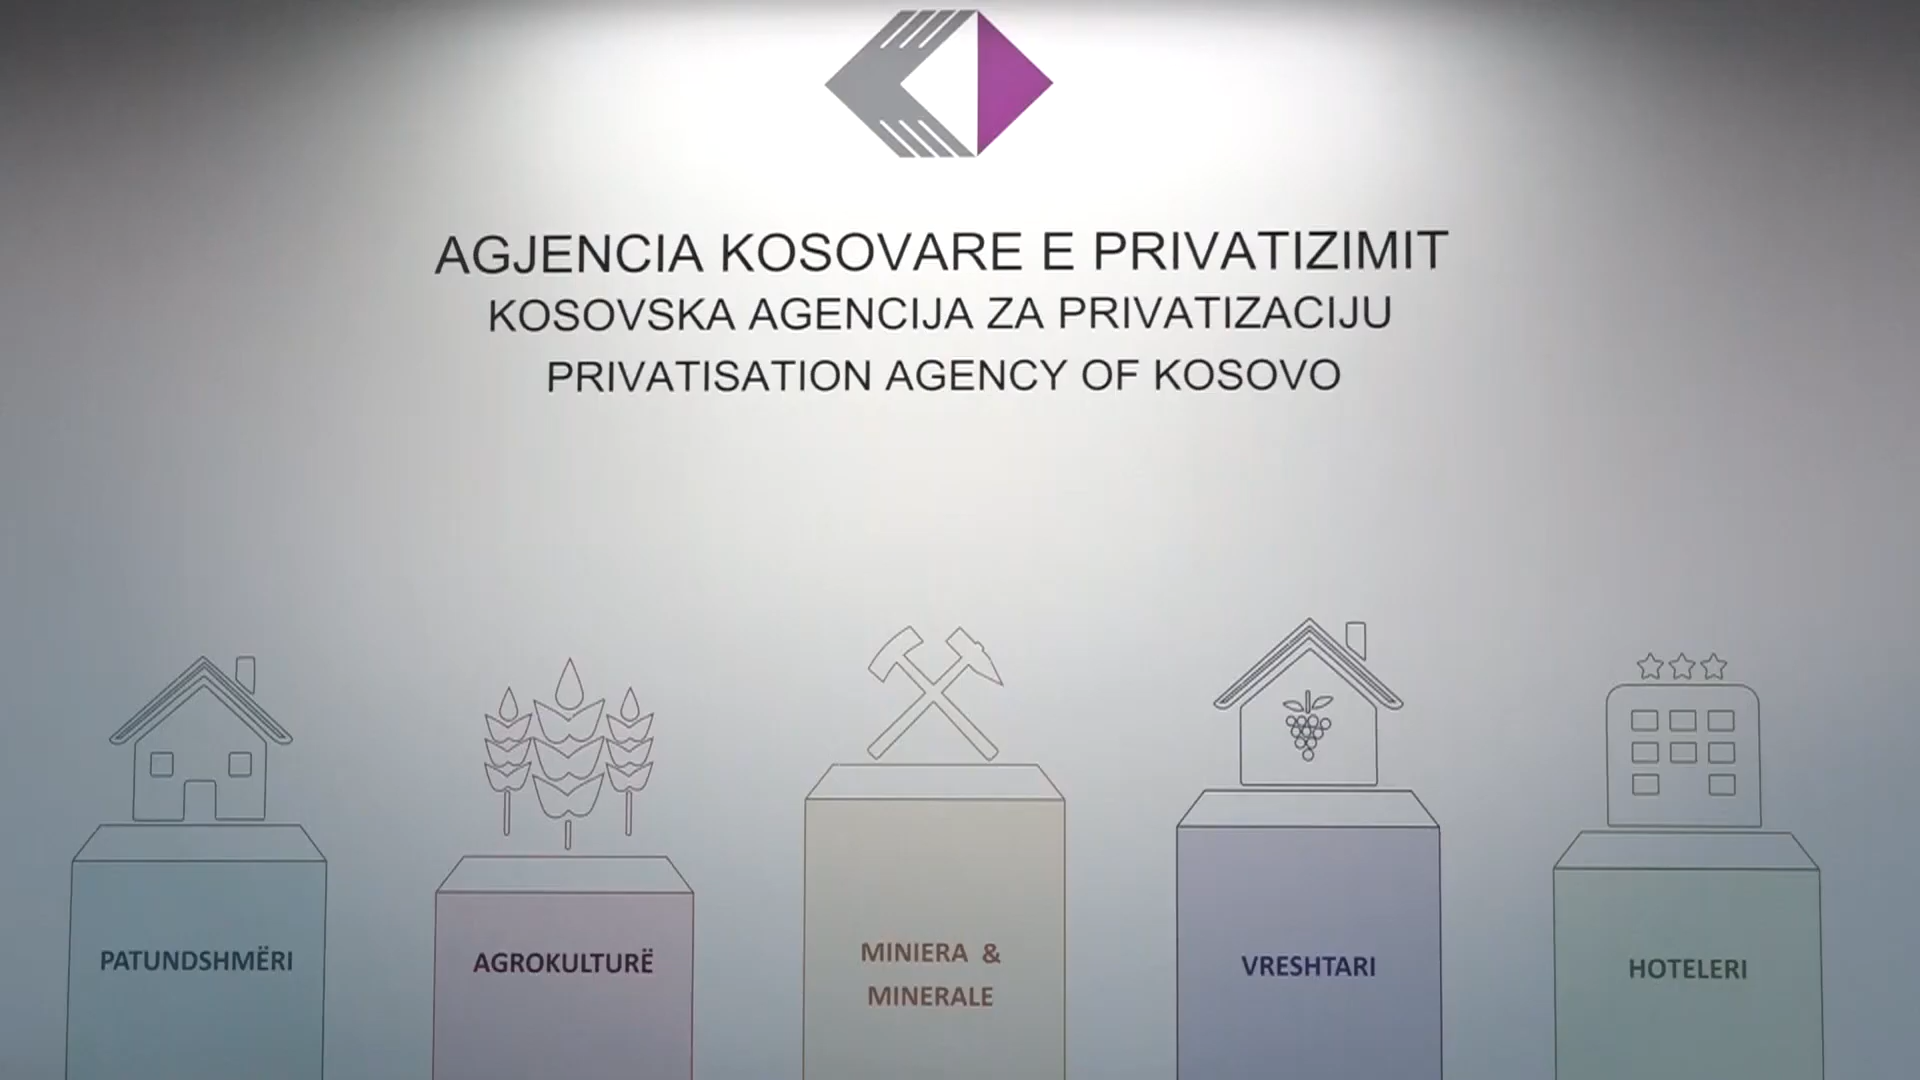 AGJENCIA KOSOVARE E PRIVATIZIMIT
KOSOVSKA AGENCIJA ZA PRIVATIZACIJU
PRIVATISATION AGENCY OF KOSOVO
PATUNDSHMËRI
AGROKULTURË
MINIERA &
MINERALE
VRESHTARI
HOTELERI